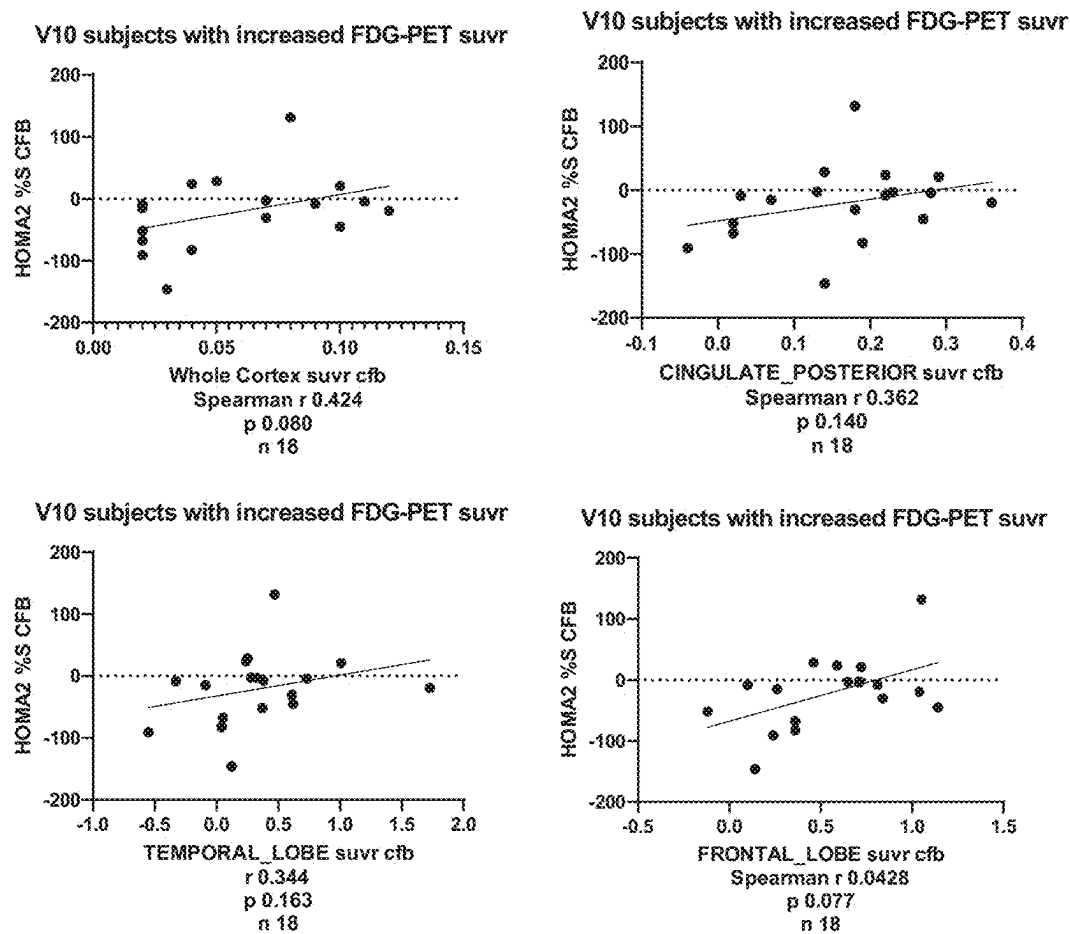 V10 subjects with increased FDG-PET suvr
HOMA2 %S CFB
200
100
0
-100
-200
0.00
0.05
0.10
0.15
Whole Cortex suvr cfb
Spearman r 0.424
p 0.080
n 18
V10 subjects with increased FDG-PET suvr
HOMA2 %S CFB
200
100
0
-100
-200
-0.1
0.0
0.1
0.2
0.3
0.4
CINGULATE_POSTERIOR suvr cfb
Spearman r 0.362
p 0.140
n 18
V10 subjects with increased FDG-PET suvr
HOMA2 %S CFB
200
100
0
-100
-200
-1.0
-0.5
0.0
0.5
1.0
1.5
2.0
TEMPORAL_LOBE suvr cfb
r 0.344
p 0.163
n 18
V10 subjects with increased FDG-PET suvr
HOMA2 %S CFB
200
100
0
-100
-200
-0.5
0.0
0.5
1.0
1.5
FRONTAL_LOBE suvr cfb
Spearman r 0.0428
p 0.077
n 18